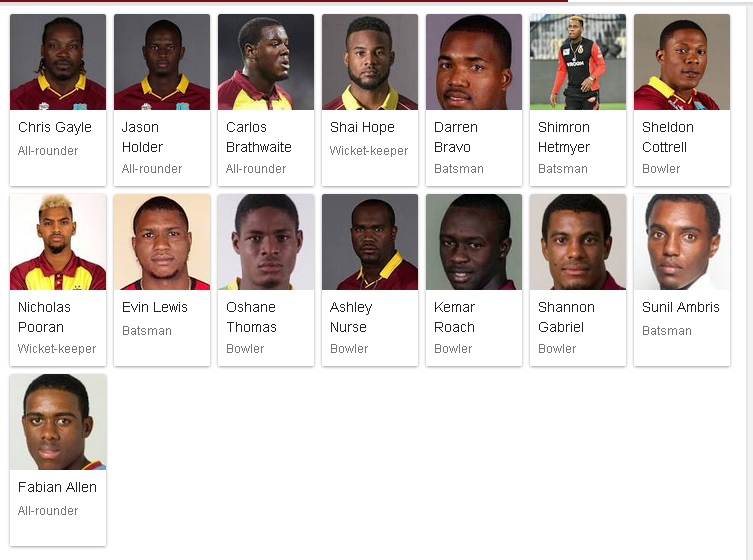 Chris Gayle
All-rounder
Jason
Holder
All-rounder
Carlos
Brathwaite
All-rounder
Shai Hope
Wicket-keeper
Darren
Bravo
Batsman
Shimron
Hetmyer
Batsman
Sheldon
Cottrell
Bowler
Nicholas
Pooran
Wicket-keeper
Evin Lewis
Batsman
Oshane
Thomas
Bowler
Ashley
Nurse
Bowler
Kemar
Roach
Bowler
Shannon
Gabriel
Bowler
Sunil Ambris
Batsman
Fabian Allen
All-rounder